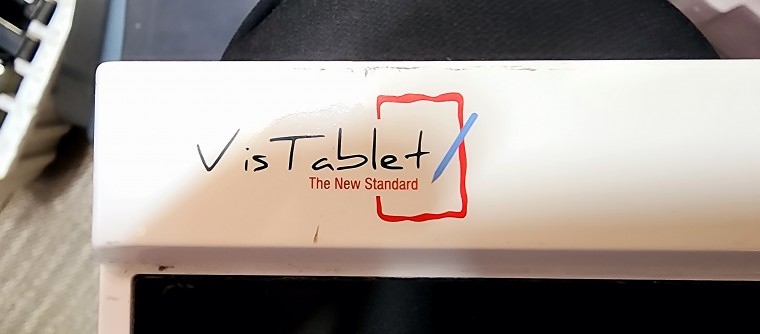 VisTablet
The New Standard